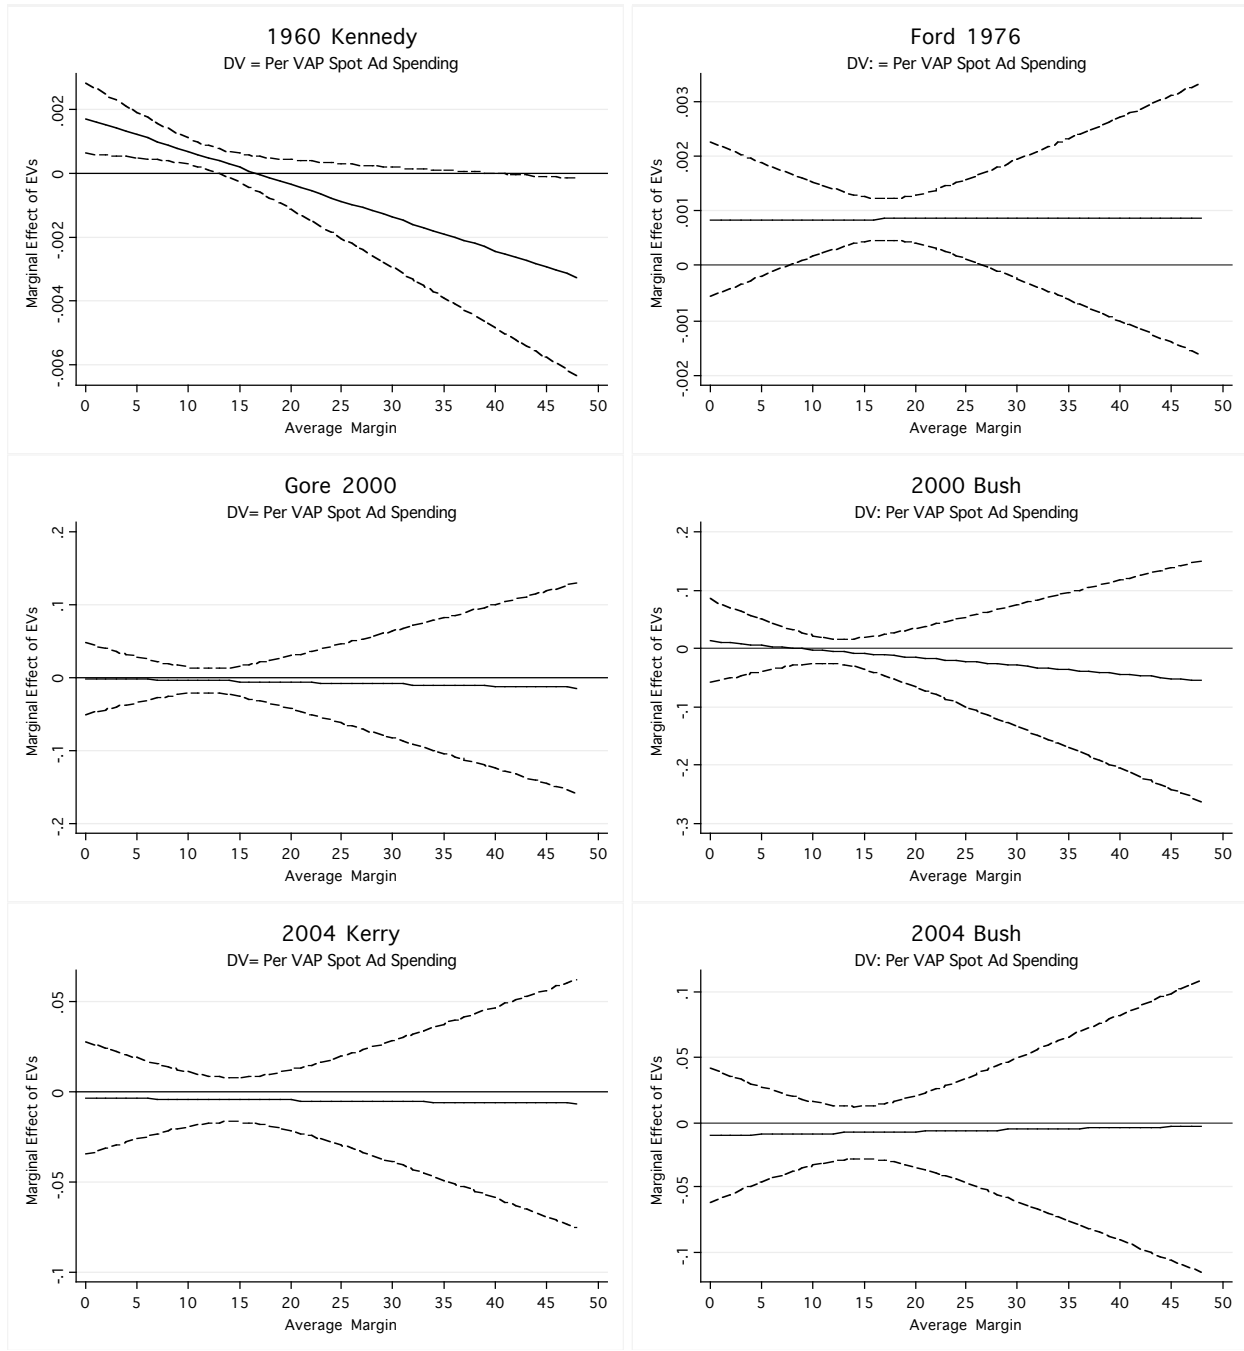 1960 Kennedy
DV = Per VAP Spot Ad Spending
Marginal Effect of EVs
.002
0
-.002
-.004
-.006
0 5 10 15 20 25 30 35 40 45 50
Average Margin
Ford 1976
DV: = Per VAP Spot Ad Spending
Marginal Effect of EVs
.003
.002
.001
0
-.001
-.002
0 5 10 15 20 25 30 35 40 45 50
Average Margin
Gore 2000
DV= Per VAP Spot Ad Spending
Marginal Effect of EVs
.2
.1
0
-.1
-.2
0 5 10 15 20 25 30 35 40 45 50
Average Margin
2000 Bush
DV: Per VAP Spot Ad Spending
Marginal Effect of EVs
.2
.1
0
-.1
-.2
-.3
0 5 10 15 20 25 30 35 40 45 50
Average Margin
2004 Kerry
DV= Per VAP Spot Ad Spending
Marginal Effect of EVs
.05
0
-.05
-.1
0 5 10 15 20 25 30 35 40 45 50
Average Margin
2004 Bush
DV: Per VAP Spot Ad Spending
Marginal Effect of EVs
.1
.05
0
-.05
-.1
0 5 10 15 20 25 30 35 40 45 50
Average Margin